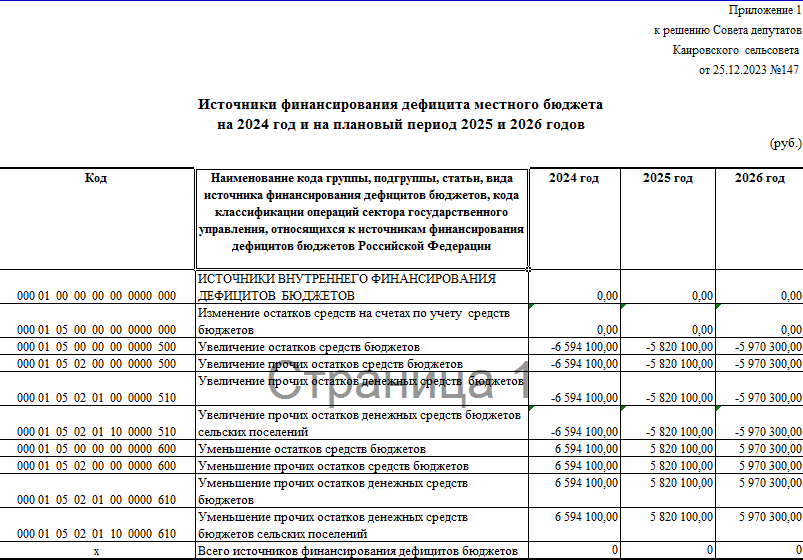 Приложение 1
к решению Совета депутатов
Каировского сельсовета
от 25.12.2023 №147
Источники финансирования дефицита местного бюджета
на 2024 год и на плановый период 2025 и 2026 годов
(руб.)
Код
Наименование кода группы, подгруппы, статьи, вида
источника финансирования дефицитов бюджетов, кода
классификации операций сектора государственного
управления, относящихся к источникам финансирования
дефицитов бюджетов Российской Федерации
2024 год 2025 год 2026 год
ИСТОЧНИКИ ВНУТРЕННЕГО ФИНАНСИРОВАНИЯ
000 01 00 00 00 00 0000 000 ДЕФИЦИТОВ БЮДЖЕТОВ 0,00 0,00 0,00
Изменение остатков средств на счетах по учету средств
000 01 05 00 00 00 0000 000 бюджетов 0,00 0,00 0,00
000 01 05 00 00 00 0000 500 Увеличение остатков средств бюджетов -6 594 100,00 -5 820 100,00 -5 970 300,00
000 01 05 02 00 00 0000 500 Увеличение прочих остатков средств бюджетов -6 594 100,00 -5 820 100,00 -5 970 300,00
Страница 1
Увеличение прочих остатков денежных средств бюджетов
000 01 05 02 01 00 0000 510 -6 594 100,00 -5 820 100,00 -5 970 300,00
Увеличение прочих остатков денежных средств бюджетов
000 01 05 02 01 10 0000 510 сельских поселений -6 594 100,00 -5 820 100,00 -5 970 300,00
000 01 05 00 00 00 0000 600 Уменьшение остатков средств бюджетов 6 594 100,00 5 820 100,00 5 970 300,00
000 01 05 02 00 00 0000 600 Уменьшение прочих остатков средств бюджетов 6 594 100,00 5 820 100,00 5 970 300,00
Уменьшение прочих остатков денежных средств 6 594 100,00 5 820 100,00 5 970 300,00
000 01 05 02 01 00 0000 610 бюджетов
Уменьшение прочих остатков денежных средств 6 594 100,00 5 820 100,00 5 970 300,00
000 01 05 02 01 10 0000 610 бюджетов сельских поселений
х Всего источников финансирования дефицитов бюджетов 0 0 0